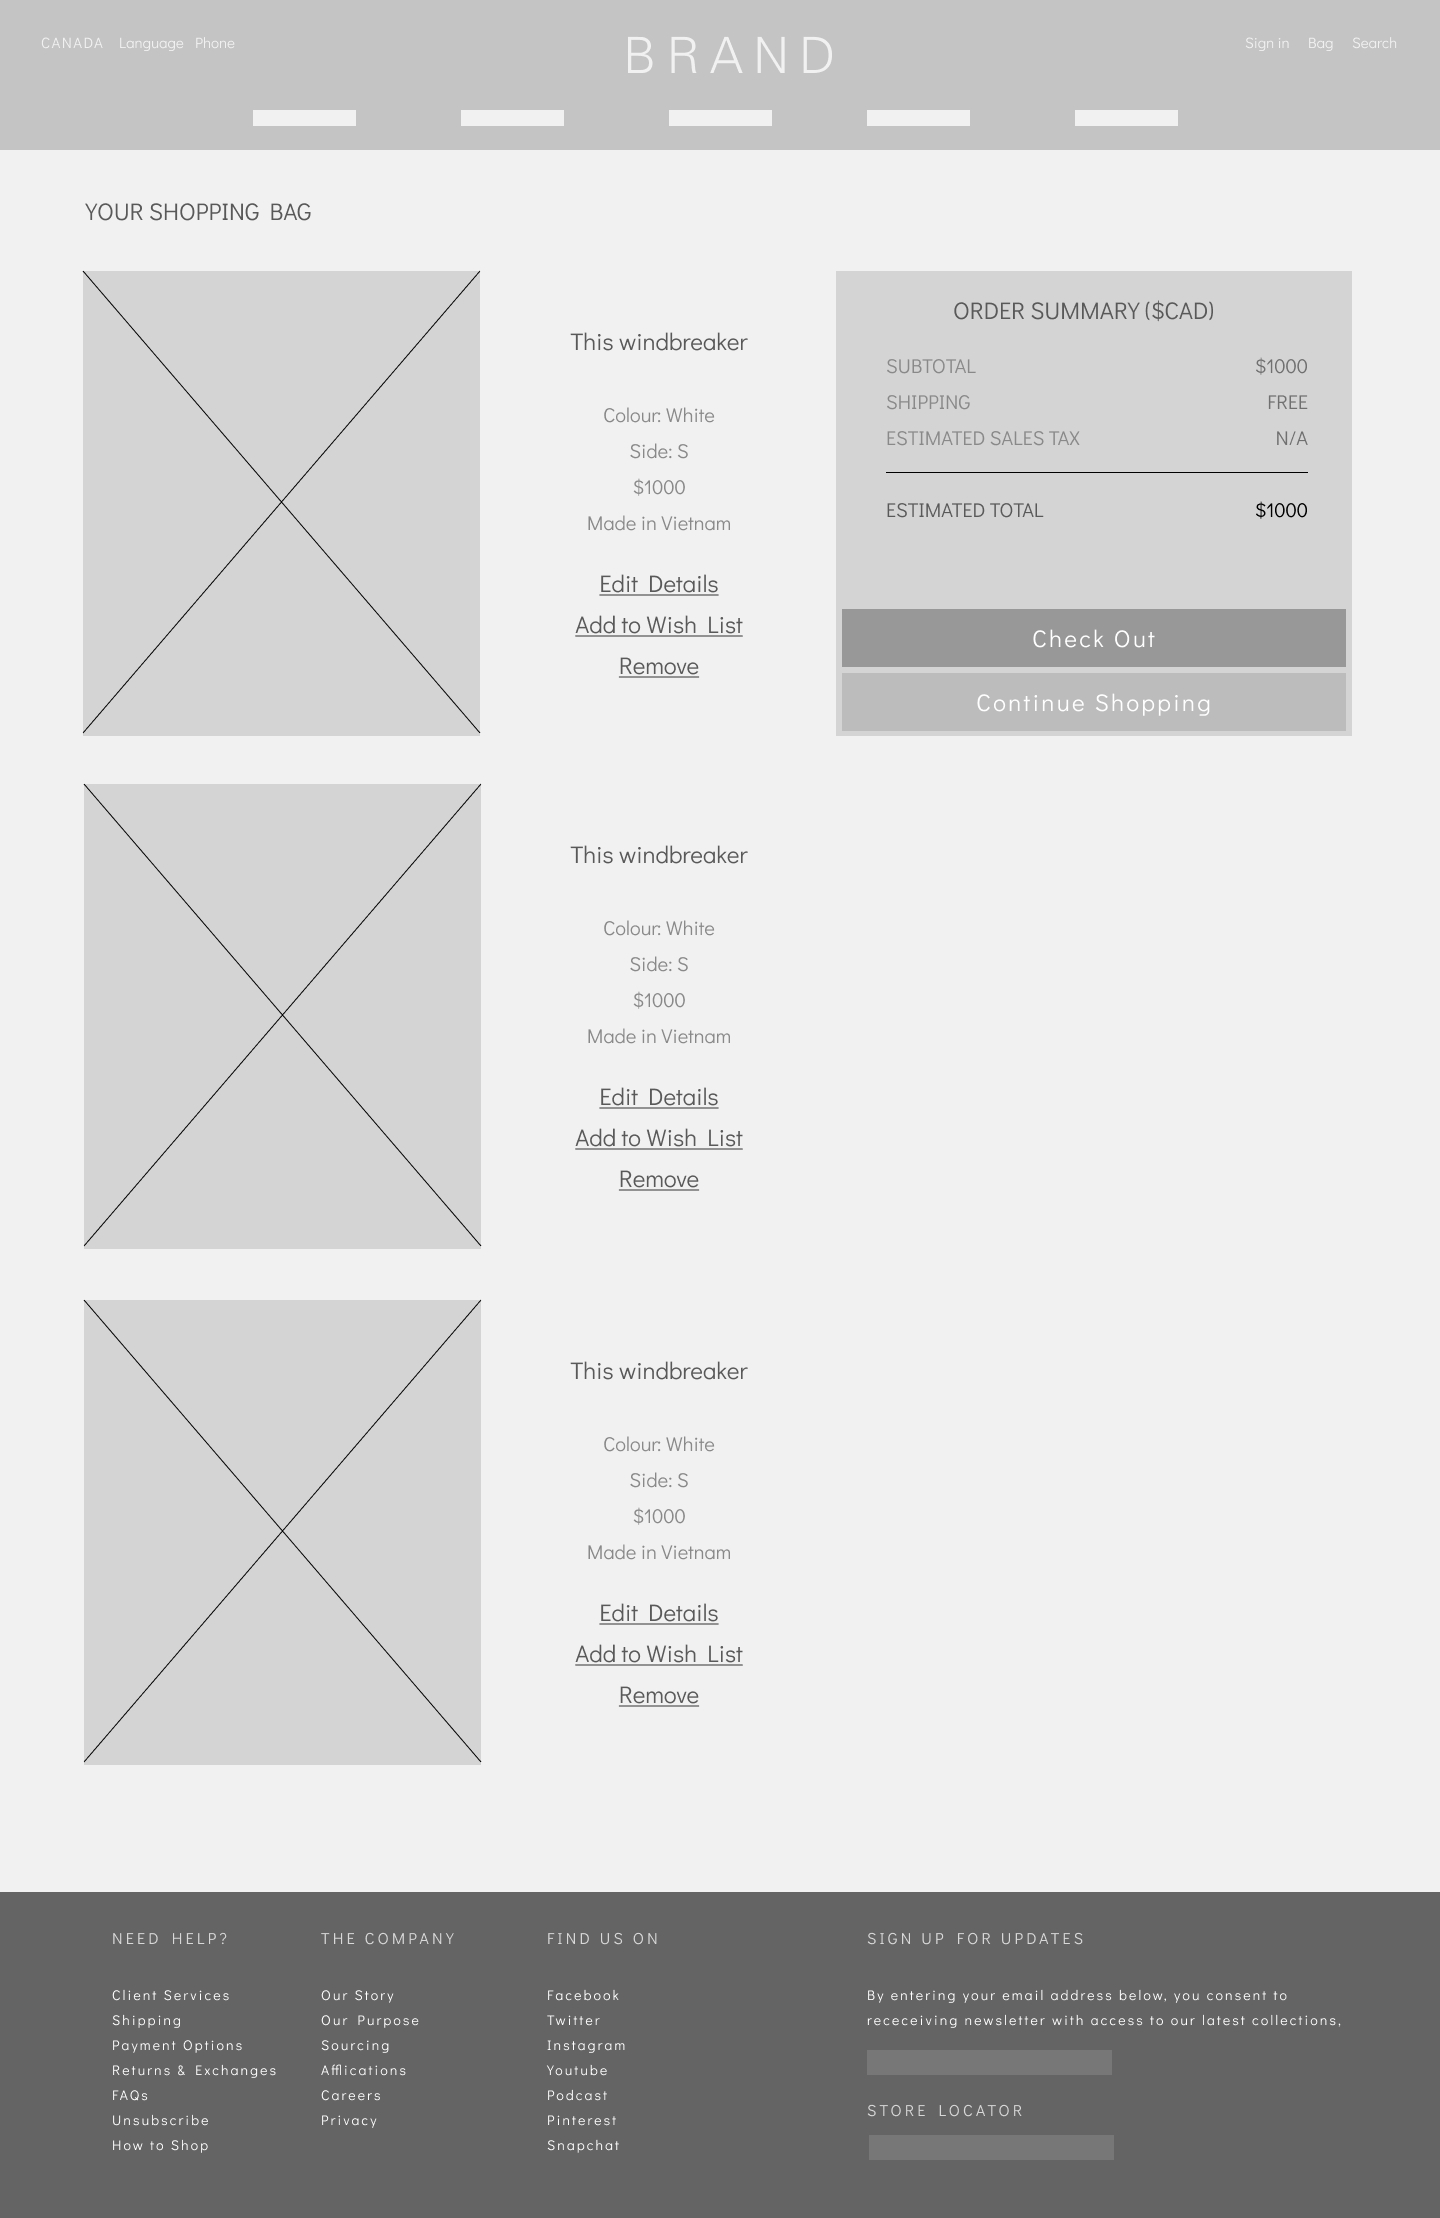 CANADA Language Phone
BRAND
Sign in Bag Search
YOUR SHOPPING BAG
This windbreaker
Colour: White
Side: S
$1000
Made in Vietnam
Edit Details
Add to Wish List
Remove
ORDER SUMMARY ($CAD)
SUBTOTAL $1000
SHIPPING FREE
ESTIMATED SALES TAX N/A
ESTIMATED TOTAL $1000
Check Out
Continue Shopping
This windbreaker
Colour: White
Side: S
$1000
Made in Vietnam
Edit Details
Add to Wish List
Remove
This windbreaker
Colour: White
Side: S
$1000
Made in Vietnam
Edit Details
Add to Wish List
Remove
NEED HELP?
Client Services
Shipping
Payment Options
Returns & Exchanges
FAQs
Unsubscribe
How to Shop
THE COMPANY
Our Story
Our Purpose
Sourcing
Afflications
Careers
Privacy
FIND US ON
Facebook
Twitter
Instagram
Youtube
Podcast
Pinterest
Snapchat
SIGN UP FOR UPDATES
By entering your email address below, you consent to
receceiving newsletter with access to our latest collections,
STORE LOCATOR